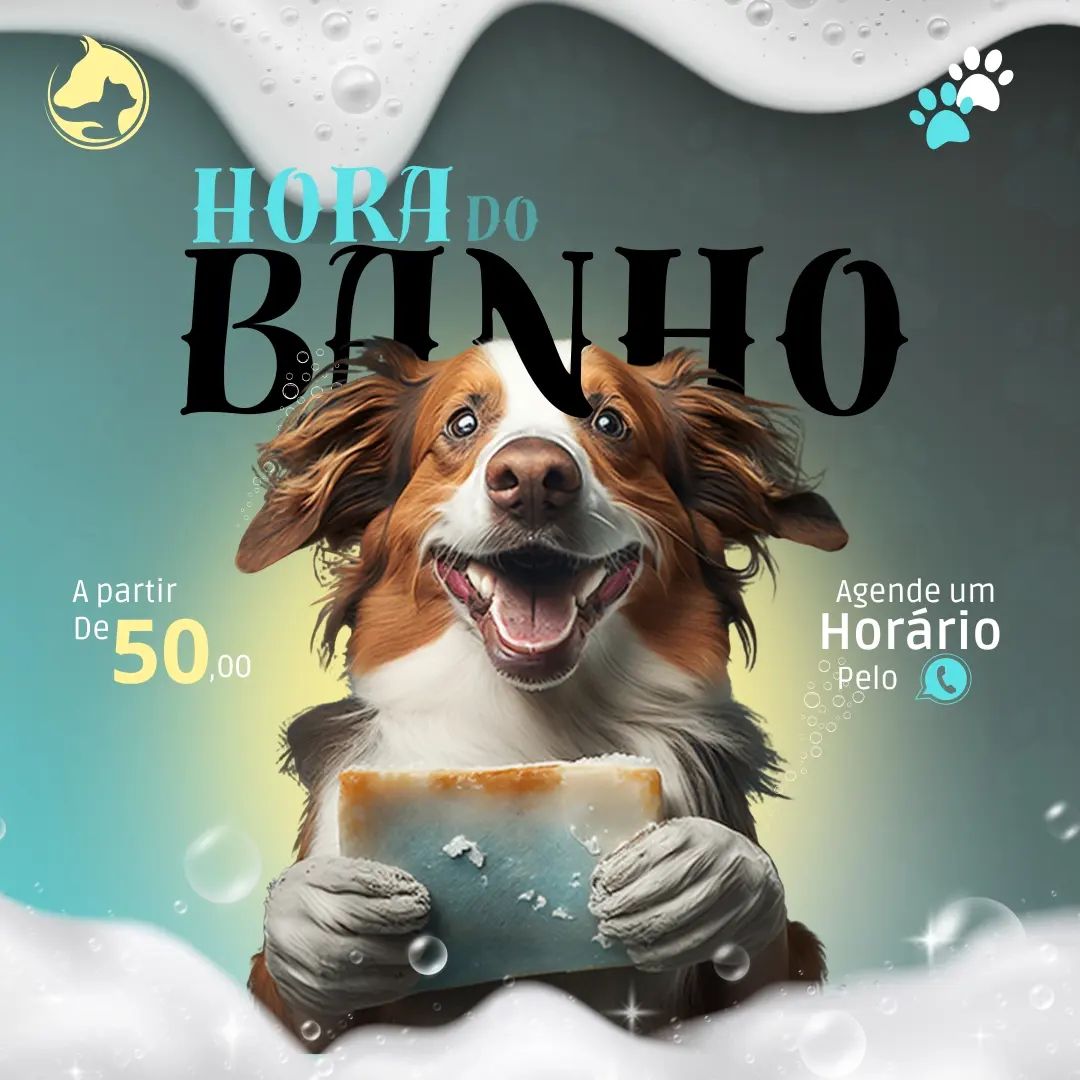 HORA DO
BANHO
A partir
De 50,00
Agende um
Horário
Pelo